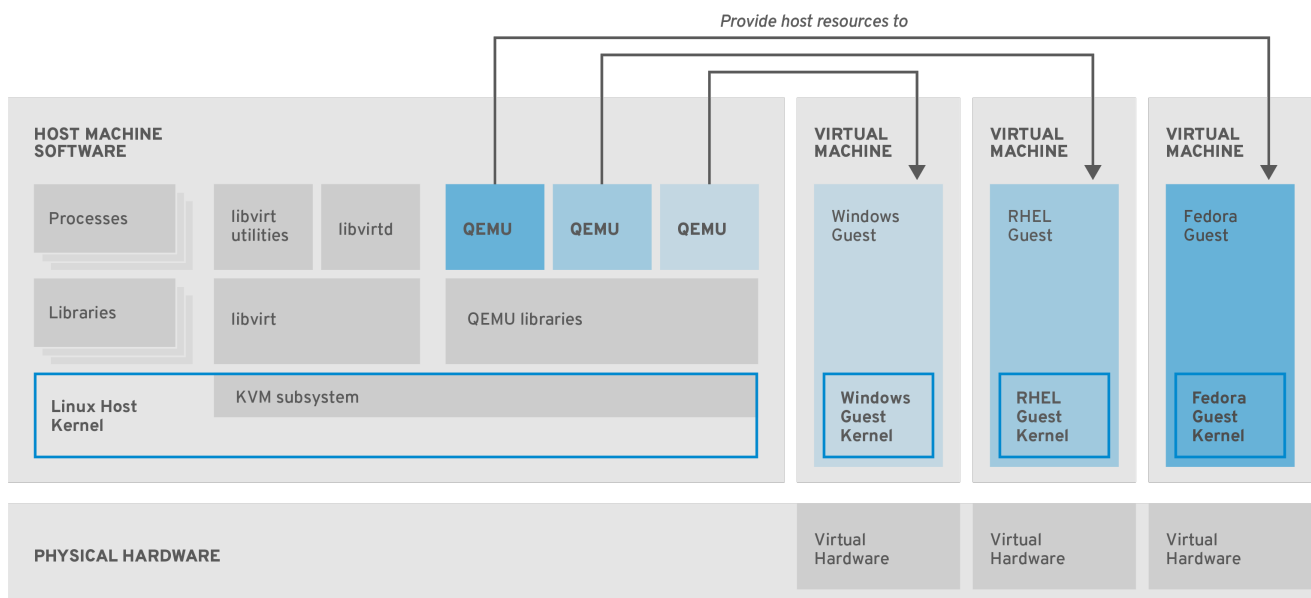 Provide host resources to
HOST MACHINE
SOFTWARE
Processes
libvirt
utilities
libvirtd
QEMU
QEMU
QEMU
Libraries
libvirt
QEMU libraries
Linux Host
Kernel
KVM subsystem
VIRTUAL
MACHINE
Windows
Guest
Windows
Guest
Kernel
VIRTUAL
MACHINE
RHEL
Guest
RHEL
Guest
Kernel
VIRTUAL
MACHINE
Fedora
Guest
Fedora
Guest
Kernel
PHYSICAL HARDWARE
Virtual
Hardware
Virtual
Hardware
Virtual
Hardware